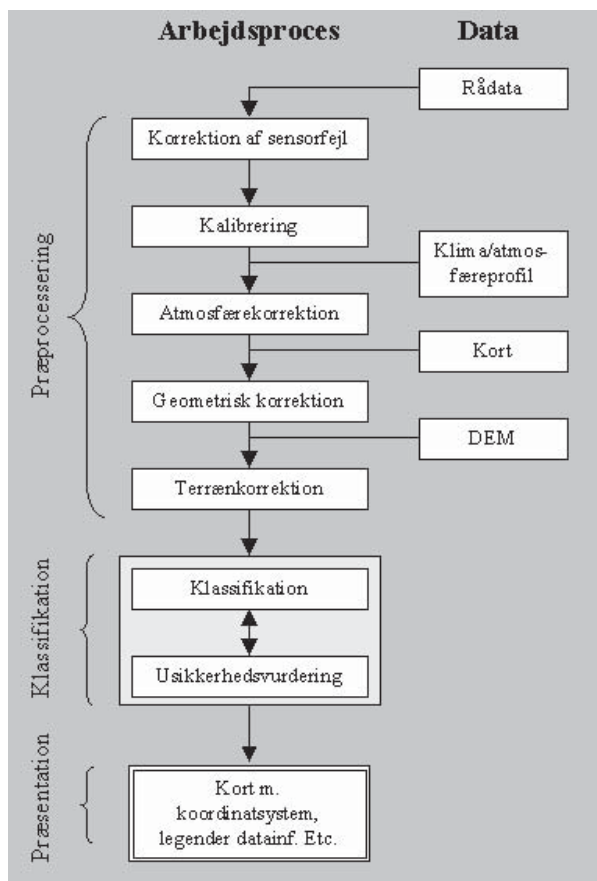 Arbejdsproces
Data
Rådata
Korrektion af sensorfejl
Kalibrering
Klima/atmos-
færeprofil
Atmosfærekorrektion
Kort
Geometrisk korrektion
DEM
Terrænkorrektion
Præprocessering
Klassifikation
Usikkerhedsvurdering
Klassifikation
Kort m.
koordinatsystem,
legender datainf. Etc.
Præsentation